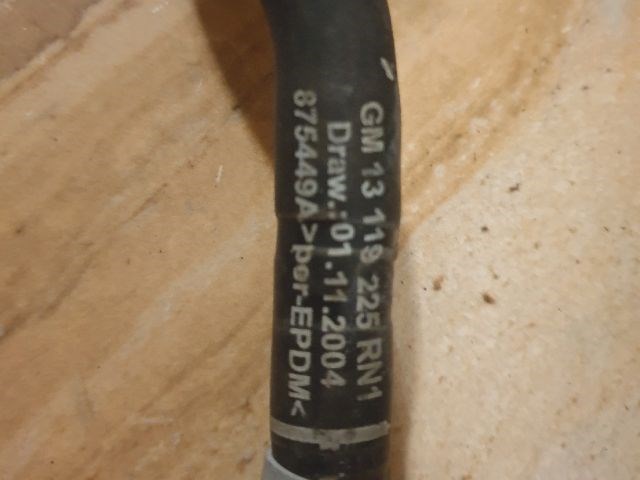 GM 13 119 225 RN1
Draw.:01.11.2004
875449A >per-EPDM<